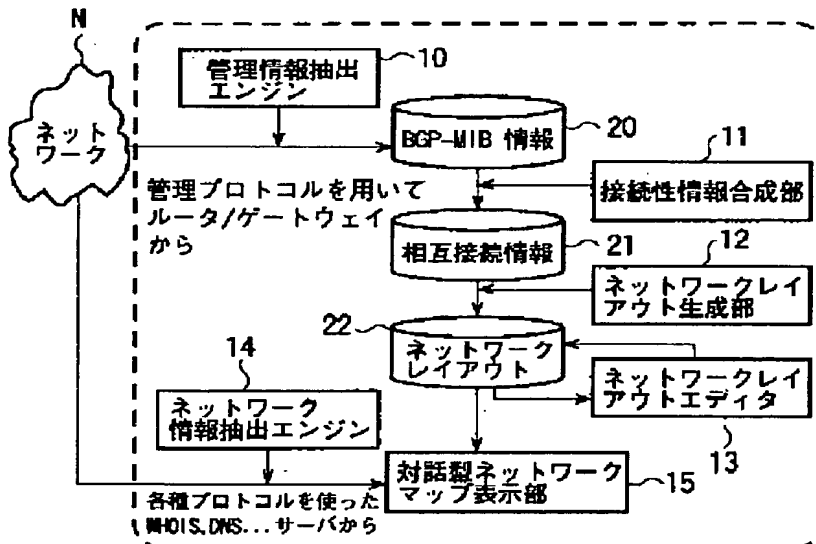 N
管理情報抽出
エンジン
10
ネット
ワーク
BGP-MIB 情報
20
11
管理プロトコルを用いて
ルータ/ゲートウェイ
から
接続性情報合成部
相互接続情報
21
12
ネットワークレイ
アウト生成部
22
ネットワーク
レイアウト
14
ネットワークレイ
アウトエディタ
13
ネットワーク
情報抽出エンジン
対話型ネットワーク
マップ表示部
15
各種プロトコルを使った
WHOIS,DNS...サーバから